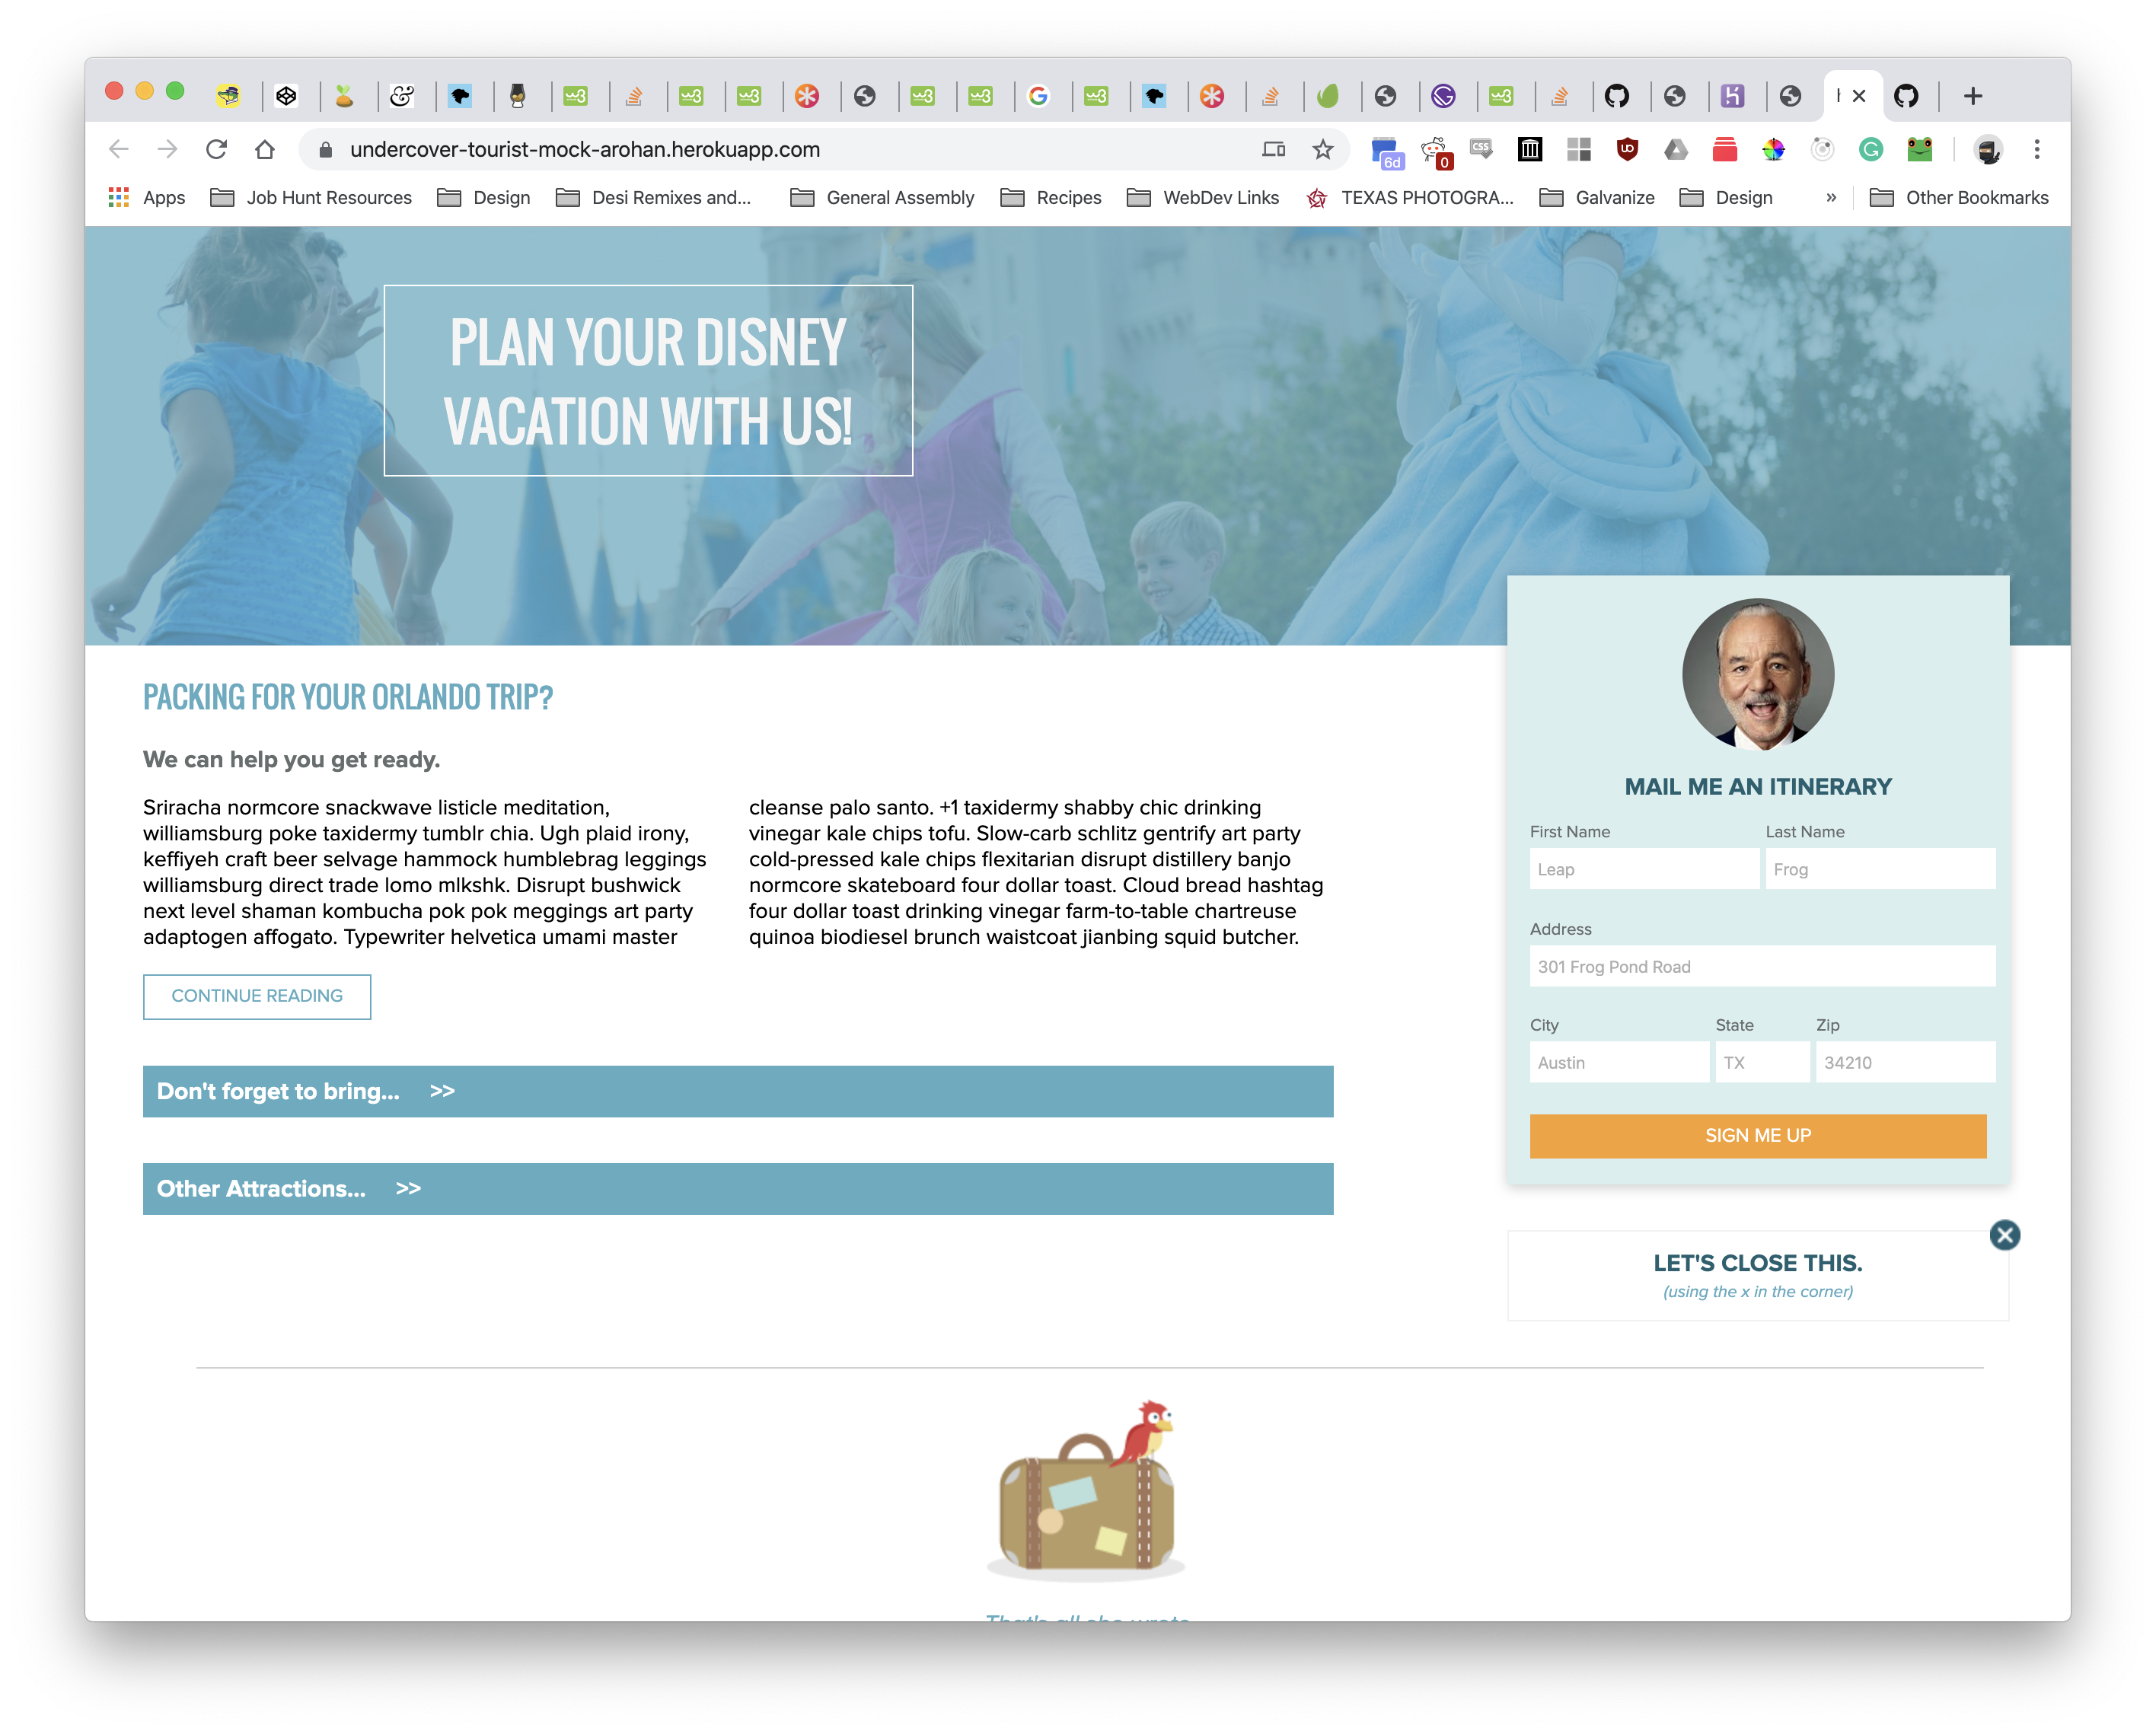 undercover-tourist-mock-arohan.herokuapp.com
6d
0
CSS
Apps
Job Hunt Resources
Design
Desi Remixes and...
General Assembly
Recipes
WebDev Links
TEXAS PHOTOGRA...
Galvanize
Design
»
Other Bookmarks
PLAN YOUR DISNEY
VACATION WITH US!
PACKING FOR YOUR ORLANDO TRIP?
We can help you get ready.
Sriracha normcore snackwave listicle meditation,
williamsburg poke taxidermy tumblr chia. Ugh plaid irony,
keffiyeh craft beer selvage hammock humblebrag leggings
williamsburg direct trade lomo mlkshk. Disrupt bushwick
next level shaman kombucha pok pok meggings art party
adaptogen affogato. Typewriter helvetica umami master
cleanse palo santo. +1 taxidermy shabby chic drinking
vinegar kale chips tofu. Slow-carb schlitz gentrify art party
cold-pressed kale chips flexitarian disrupt distillery banjo
normcore skateboard four dollar toast. Cloud bread hashtag
four dollar toast drinking vinegar farm-to-table chartreuse
quinoa biodiesel brunch waistcoat jianbing squid butcher.
CONTINUE READING
Don't forget to bring... >>
Other Attractions... >>
MAIL ME AN ITINERARY
First Name
Last Name
Leap
Frog
Address
301 Frog Pond Road
City
State
Zip
Austin
TX
34210
SIGN ME UP
LET'S CLOSE THIS.
(using the x in the corner)
That's all she wrote